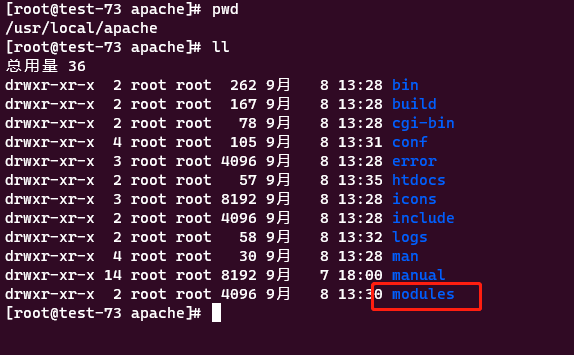 [root@test-73 apache]# pwd
/usr/local/apache
[root@test-73 apache]# ll
总用量 36
drwxr-xr-x 2 root root 262 9月 8 13:28 bin
drwxr-xr-x 2 root root 167 9月 8 13:28 build
drwxr-xr-x 2 root root 78 9月 8 13:28 cgi-bin
drwxr-xr-x 4 root root 105 9月 8 13:31 conf
drwxr-xr-x 3 root root 4096 9月 8 13:28 error
drwxr-xr-x 2 root root 57 9月 8 13:35 htdocs
drwxr-xr-x 3 root root 8192 9月 8 13:28 icons
drwxr-xr-x 2 root root 4096 9月 8 13:28 include
drwxr-xr-x 2 root root 58 9月 8 13:32 logs
drwxr-xr-x 4 root root 30 9月 8 13:28 man
drwxr-xr-x 14 root root 8192 9月 7 18:00 manual
drwxr-xr-x 2 root root 4096 9月 8 13:30 modules
[root@test-73 apache]#